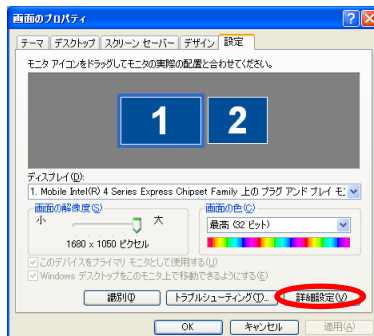 画面のプロパティ
テーマ デスクトップ スクリーン セーバー デザイン 設定
モニタ アイコンをドラッグしてモニタの実際の配置と合わせてください。
1 2
ディスプレイ(D):
1. Mobile Intel(R) 4 Series Express Chipset Family 上の プラグ アンド プレイ モニ
画面の解像度(S)
小 大
1680 x 1050 ピクセル
画面の色(C)
最高 (32 ビット)
このデバイスをプライマリ モニタとして使用する(U)
Windows デスクトップをこのモニタ上で移動できるようにする(E)
識別(I) トラブルシューティング(T)... 詳細設定(V)
OK キャンセル 適用(A)